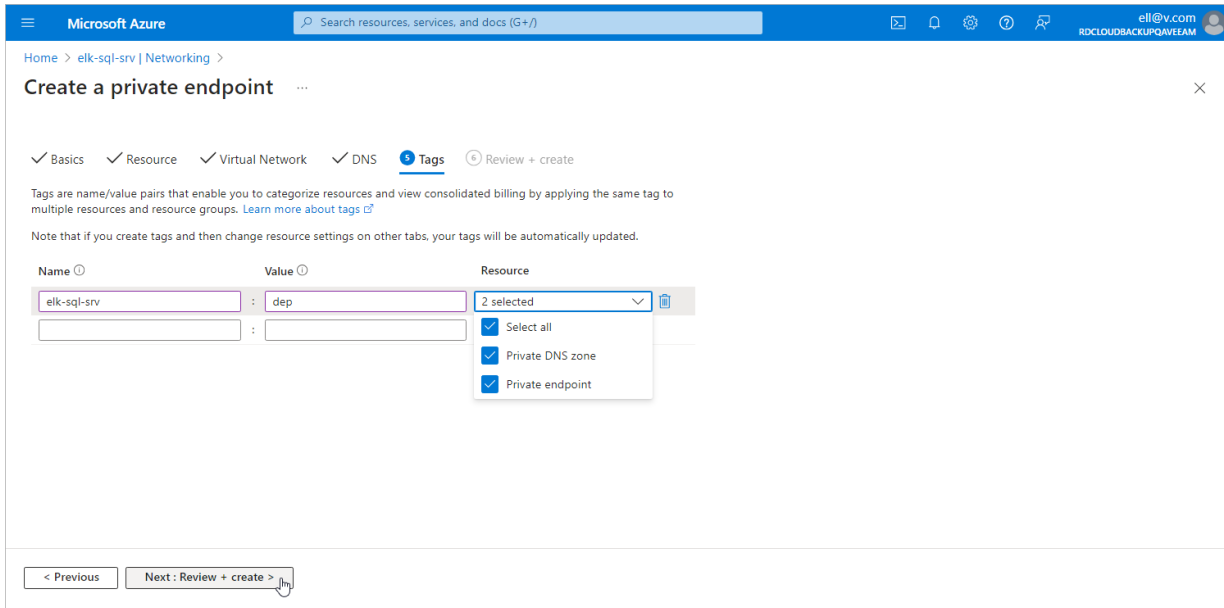 Microsoft Azure
Search resources, services, and docs (G+/)
ell@v.com
RDCLOUDBACKUPQAVEEAM
Home > elk-sql-srv | Networking >
Create a private endpoint ...
Basics Resource Virtual Network DNS 5 Tags 6 Review + create
Tags are name/value pairs that enable you to categorize resources and view consolidated billing by applying the same tag to
multiple resources and resource groups. Learn more about tags
Note that if you create tags and then change resource settings on other tabs, your tags will be automatically updated.
Name Value Resource
elk-sql-srv : dep 2 selected
:
Select all
Private DNS zone
Private endpoint
< Previous Next : Review + create >